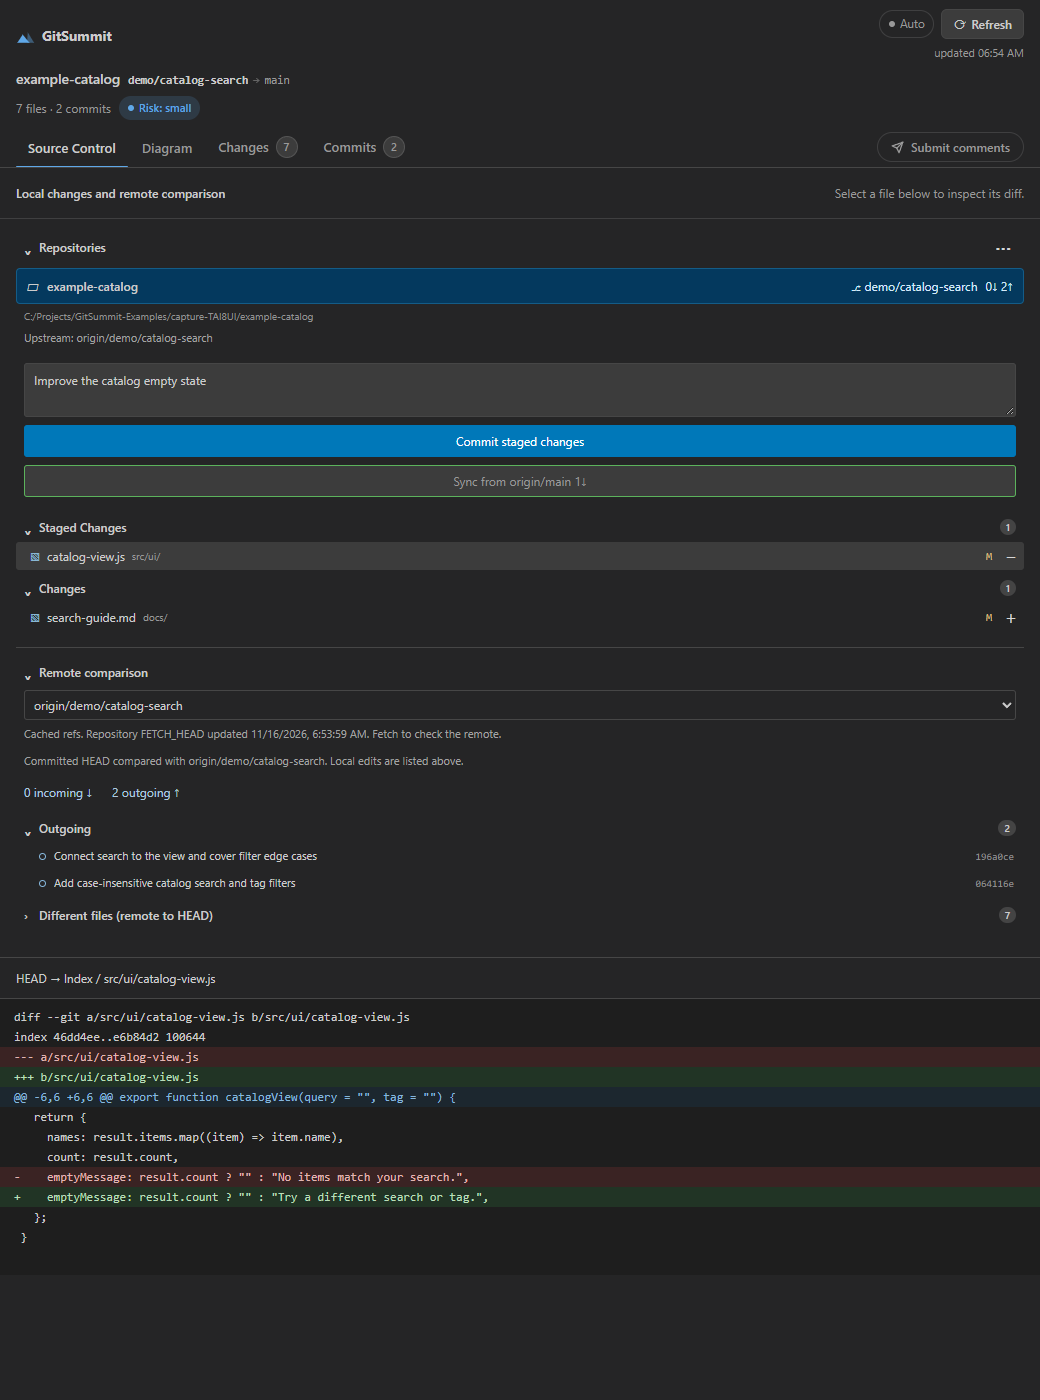 GitSummit
Auto
Refresh
updated 06:54 AM
example-catalog demo/catalog-search → main
7 files · 2 commits Risk: small
Source Control Diagram Changes 7 Commits 2 Submit comments
Local changes and remote comparison Select a file below to inspect its diff.
Repositories ...
example-catalog demo/catalog-search 0↓ 2↑
C:/Projects/GitSummit-Examples/capture-TAI8UI/example-catalog
Upstream: origin/demo/catalog-search
Improve the catalog empty state
Commit staged changes
Sync from origin/main 1↓
Staged Changes 1
catalog-view.js src/ui/ M −
Changes 1
search-guide.md docs/ M +
Remote comparison
origin/demo/catalog-search
Cached refs. Repository FETCH_HEAD updated 11/16/2026, 6:53:59 AM. Fetch to check the remote.
Committed HEAD compared with origin/demo/catalog-search. Local edits are listed above.
0 incoming ↓ 2 outgoing ↑
Outgoing 2
Connect search to the view and cover filter edge cases 196a0ce
Add case-insensitive catalog search and tag filters 064116e
Different files (remote to HEAD) 7
HEAD → Index / src/ui/catalog-view.js
diff --git a/src/ui/catalog-view.js b/src/ui/catalog-view.js
index 46dd4ee..e6b84d2 100644
--- a/src/ui/catalog-view.js
+++ b/src/ui/catalog-view.js
@@ -6,6 +6,6 @@ export function catalogView(query = "", tag = "") {
   return {
     names: result.items.map((item) => item.name),
     count: result.count,
-    emptyMessage: result.count ? "" : "No items match your search.",
+    emptyMessage: result.count ? "" : "Try a different search or tag.",
   };
 }